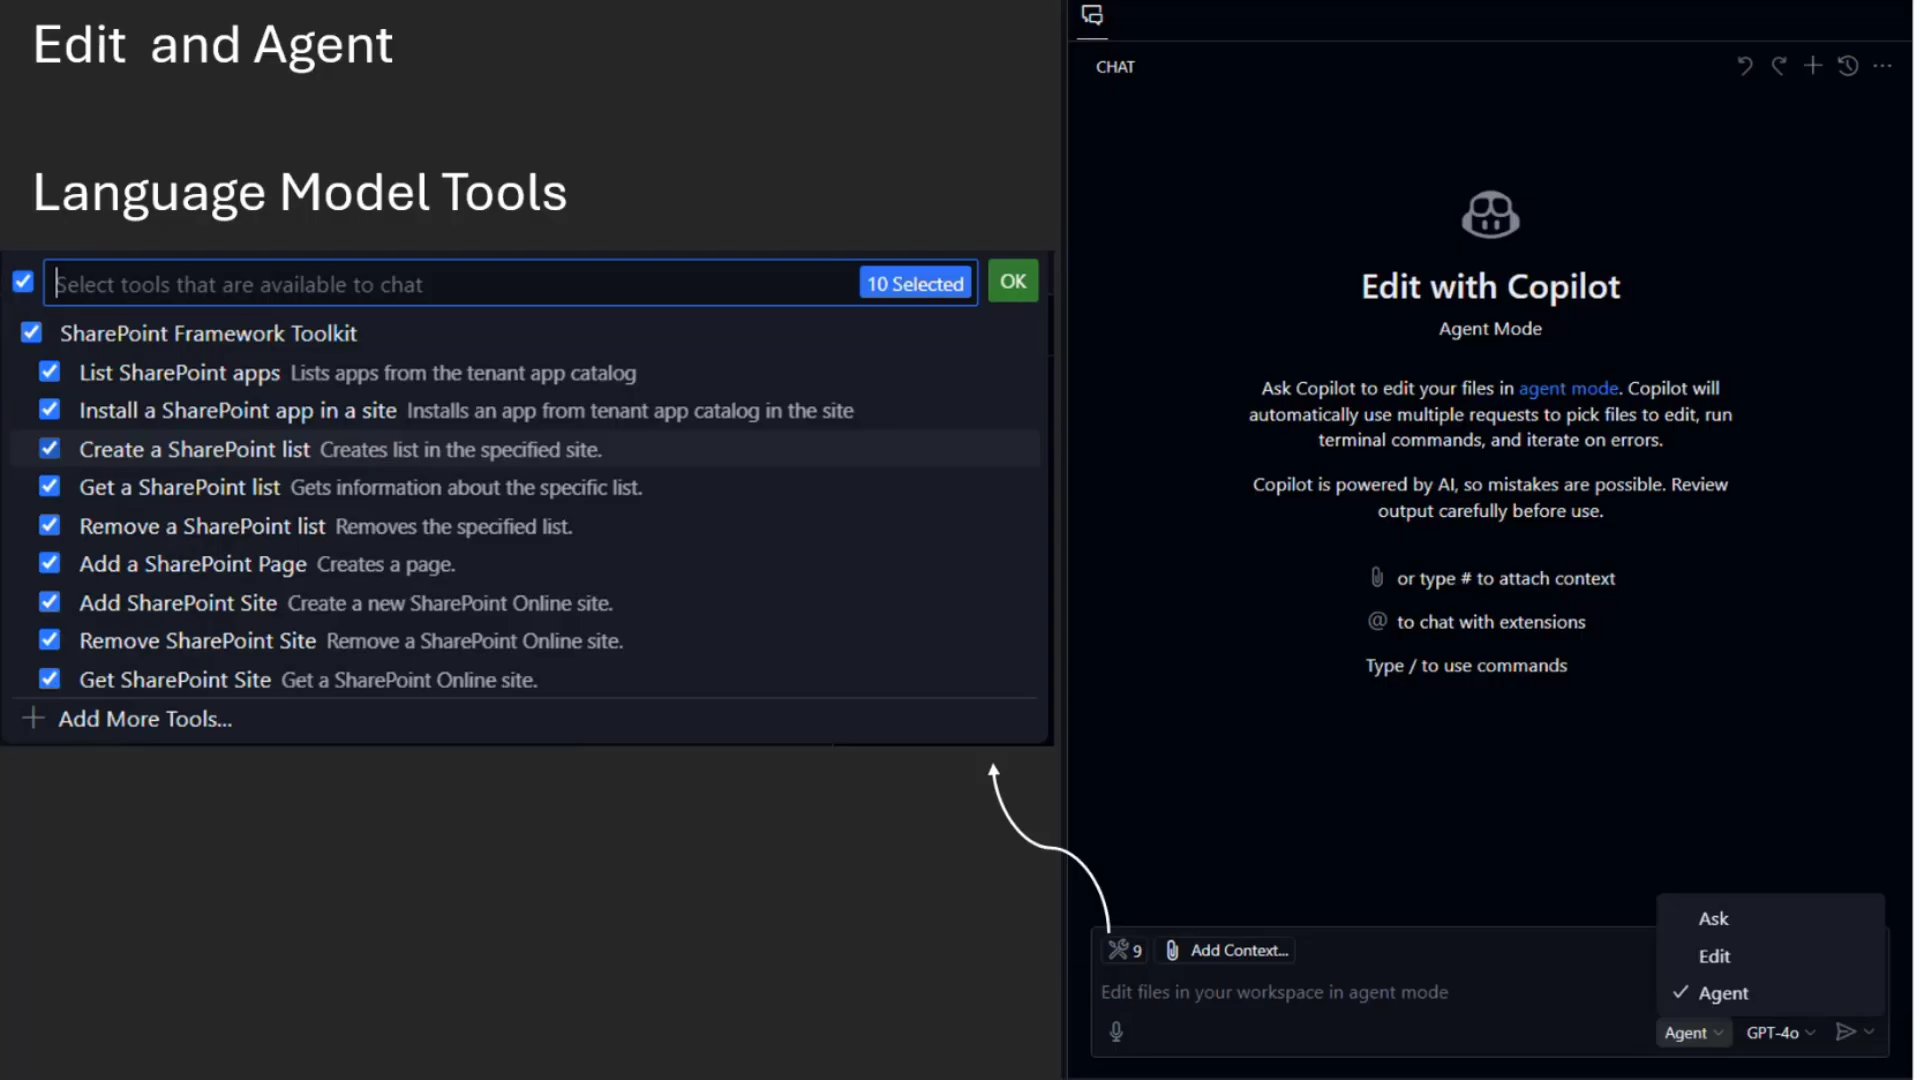 Edit and Agent
Language Model Tools
Select tools that are available to chat
10 Selected
OK
SharePoint Framework Toolkit
List SharePoint apps Lists apps from the tenant app catalog
Install a SharePoint app in a site Installs an app from tenant app catalog in the site
Create a SharePoint list Creates list in the specified site.
Get a SharePoint list Gets information about the specific list.
Remove a SharePoint list Removes the specified list.
Add a SharePoint Page Creates a page.
Add SharePoint Site Create a new SharePoint Online site.
Remove SharePoint Site Remove a SharePoint Online site.
Get SharePoint Site Get a SharePoint Online site.
Add More Tools...
CHAT
Edit with Copilot
Agent Mode
Ask Copilot to edit your files in agent mode. Copilot will
automatically use multiple requests to pick files to edit, run
terminal commands, and iterate on errors.
Copilot is powered by AI, so mistakes are possible. Review
output carefully before use.
or type # to attach context
@ to chat with extensions
Type / to use commands
9
Add Context...
Edit files in your workspace in agent mode
Ask
Edit
Agent
Agent
GPT-4o